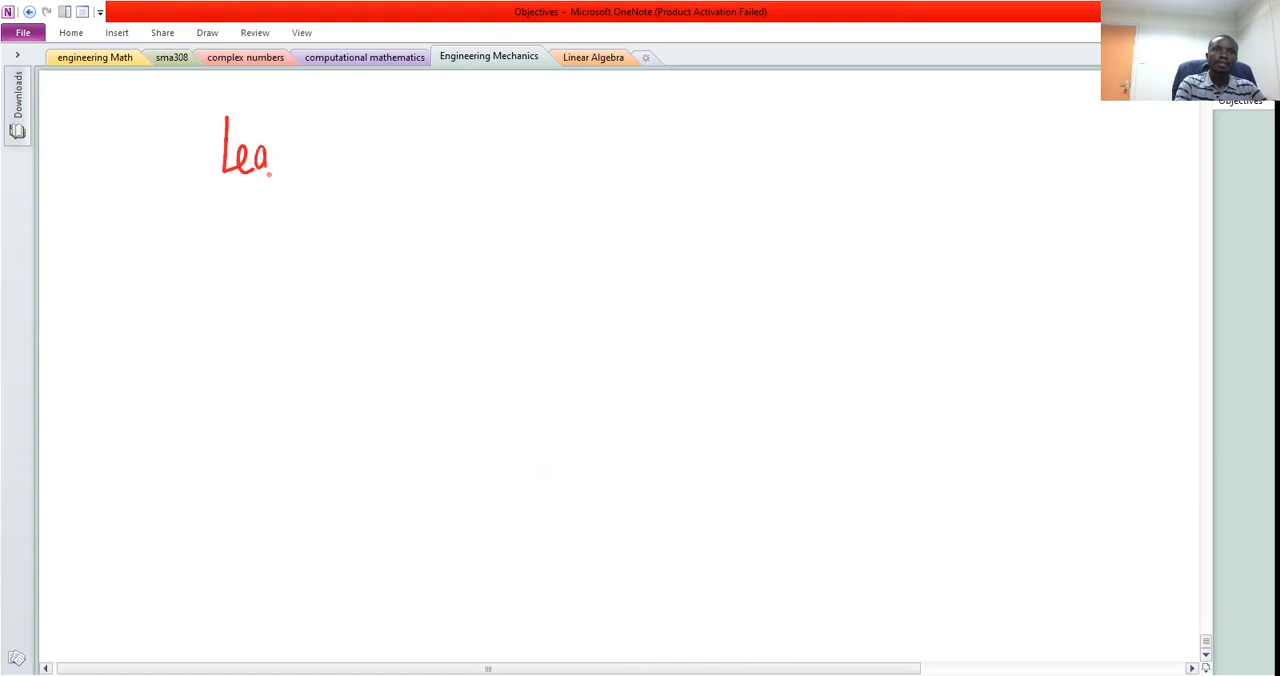 Objectives - Microsoft OneNote (Product Activation Failed)
File Home Insert Share Draw Review View
engineering Math sma308 complex numbers computational mathematics Engineering Mechanics Linear Algebra
Downloads
Objectives
Lea